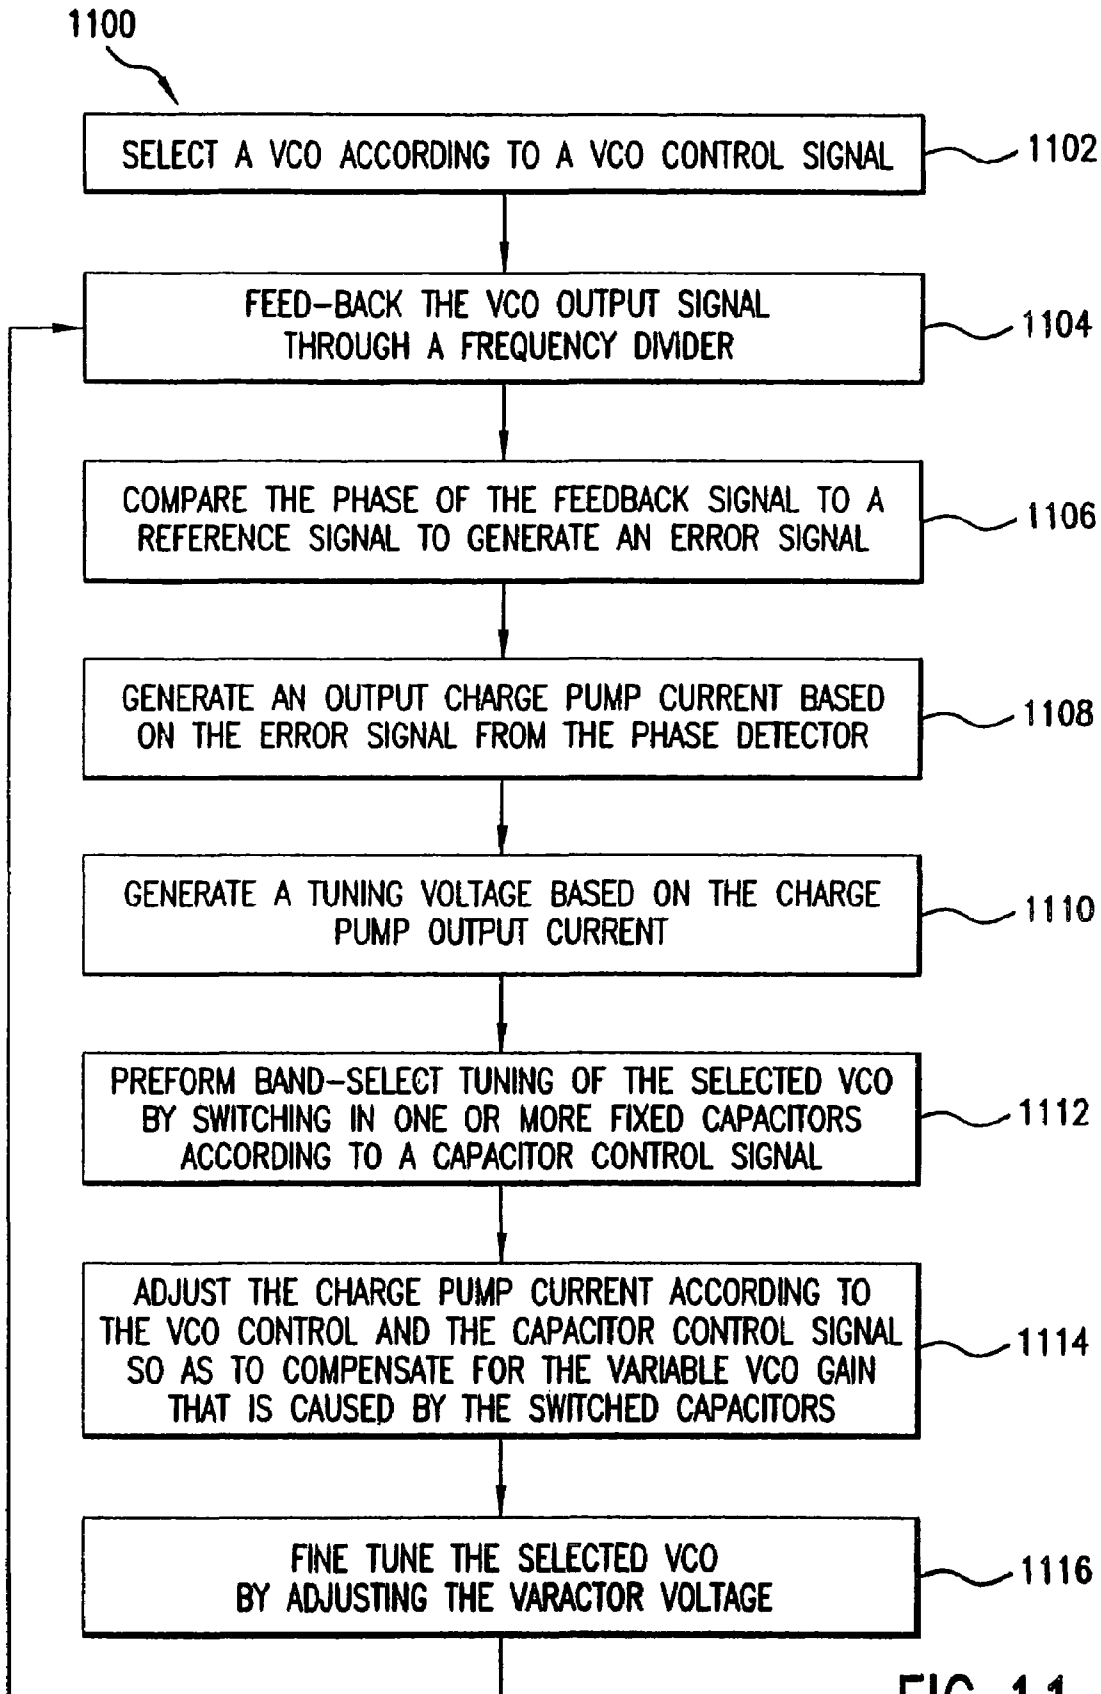 1100
SELECT A VCO ACCORDING TO A VCO CONTROL SIGNAL
1102
FEED-BACK THE VCO OUTPUT SIGNAL
THROUGH A FREQUENCY DIVIDER
1104
COMPARE THE PHASE OF THE FEEDBACK SIGNAL TO A
REFERENCE SIGNAL TO GENERATE AN ERROR SIGNAL
1106
GENERATE AN OUTPUT CHARGE PUMP CURRENT BASED
ON THE ERROR SIGNAL FROM THE PHASE DETECTOR
1108
GENERATE A TUNING VOLTAGE BASED ON THE CHARGE
PUMP OUTPUT CURRENT
1110
PREFORM BAND-SELECT TUNING OF THE SELECTED VCO
BY SWITCHING IN ONE OR MORE FIXED CAPACITORS
ACCORDING TO A CAPACITOR CONTROL SIGNAL
1112
ADJUST THE CHARGE PUMP CURRENT ACCORDING TO
THE VCO CONTROL AND THE CAPACITOR CONTROL SIGNAL
SO AS TO COMPENSATE FOR THE VARIABLE VCO GAIN
THAT IS CAUSED BY THE SWITCHED CAPACITORS
1114
FINE TUNE THE SELECTED VCO
BY ADJUSTING THE VARACTOR VOLTAGE
1116
FIG. 11